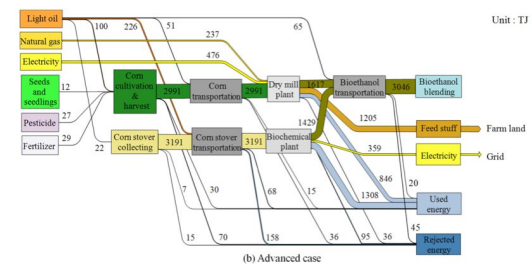 Unit : TJ
Light oil
100
226
51
65
Natural gas
237
Electricity
476
Seeds
and
seedlings
12
Corn
cultivation
& harvest
2991
Corn
transportation
2991
Dry mill
plant
1617
Bioethanol
transportation
3046
Bioethanol
blending
Pesticide
27
Fertilizer
29
22
Corn stover
collecting
3191
Corn stover
transportation
3191
Biochemical
plant
1429
1205
Feed stuff
Farm land
359
Electricity
Grid
846
20
7
30
68
15
1308
Used
energy
45
15
70
158
36
95
36
Rejected
energy
(b) Advanced case